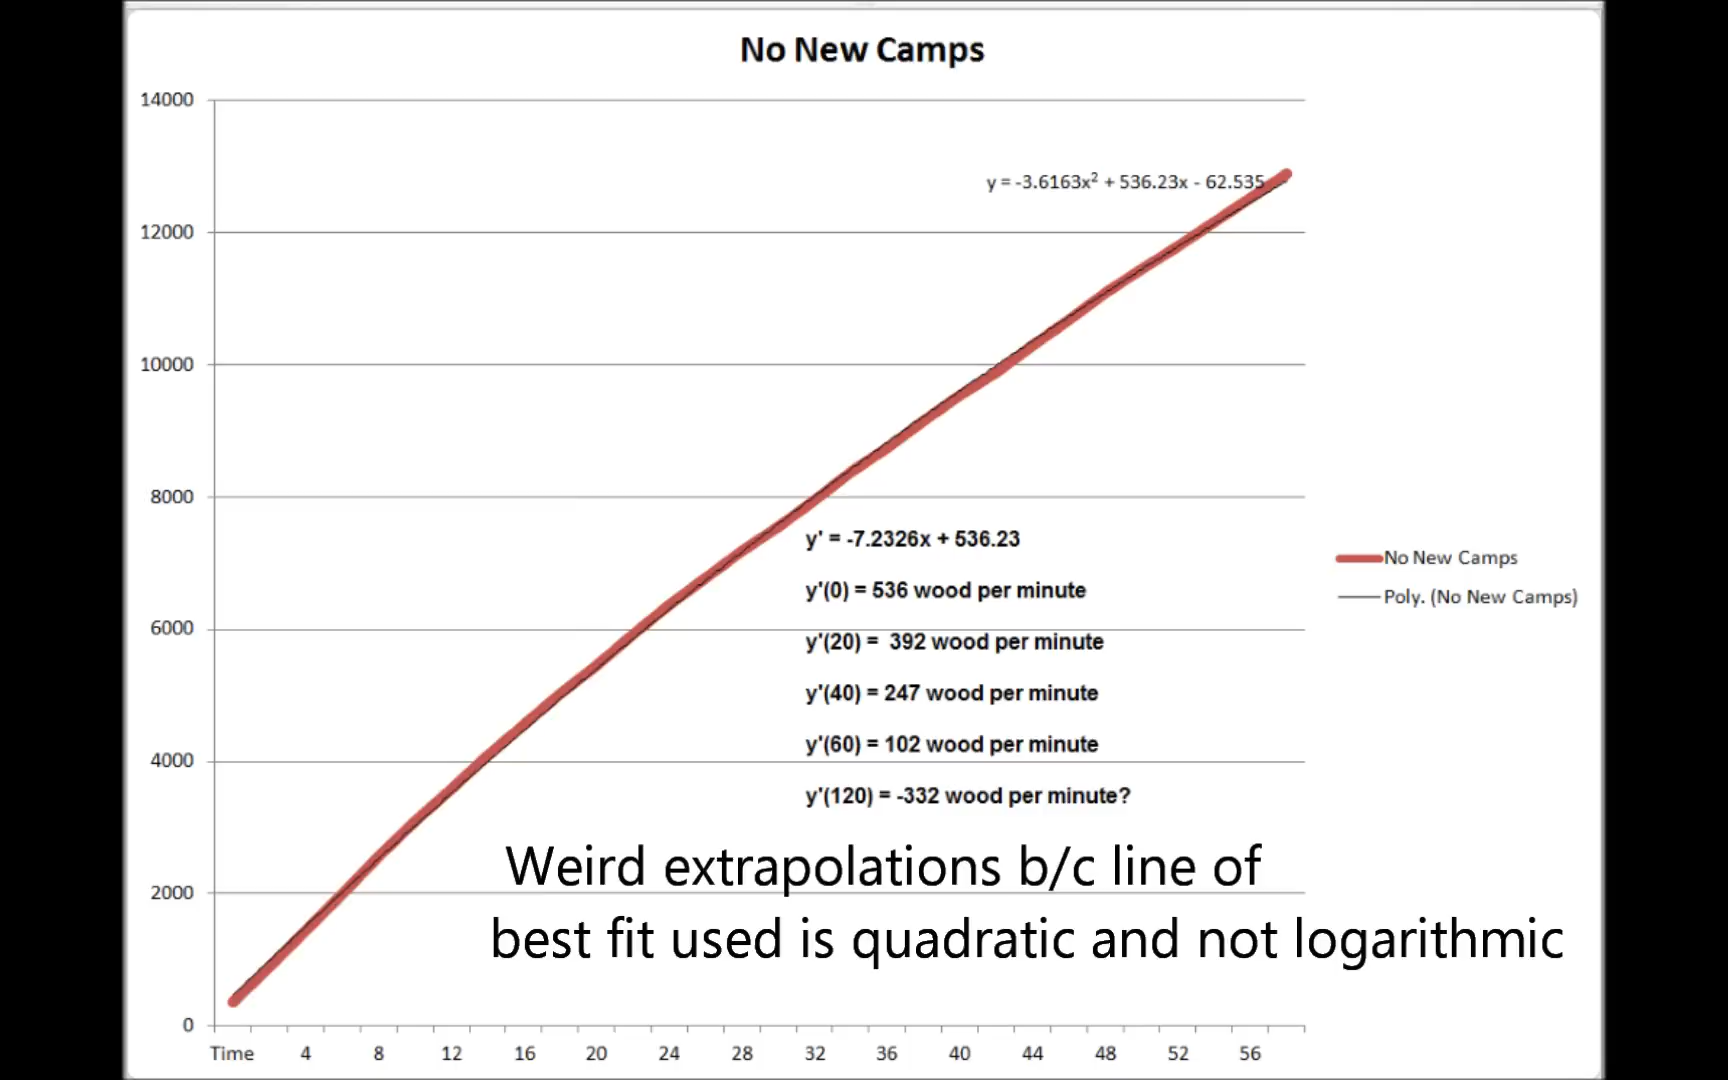 No New Camps
14000
y = -3.6163x² + 536.23x - 62.535
12000
10000
8000
y' = -7.2326x + 536.23
No New Camps
y'(0) = 536 wood per minute
Poly. (No New Camps)
6000
y'(20) =  392 wood per minute
y'(40) = 247 wood per minute
y'(60) = 102 wood per minute
4000
y'(120) = -332 wood per minute?
Weird extrapolations b/c line of
2000
best fit used is quadratic and not logarithmic
0
Time 4 8 12 16 20 24 28 32 36 40 44 48 52 56